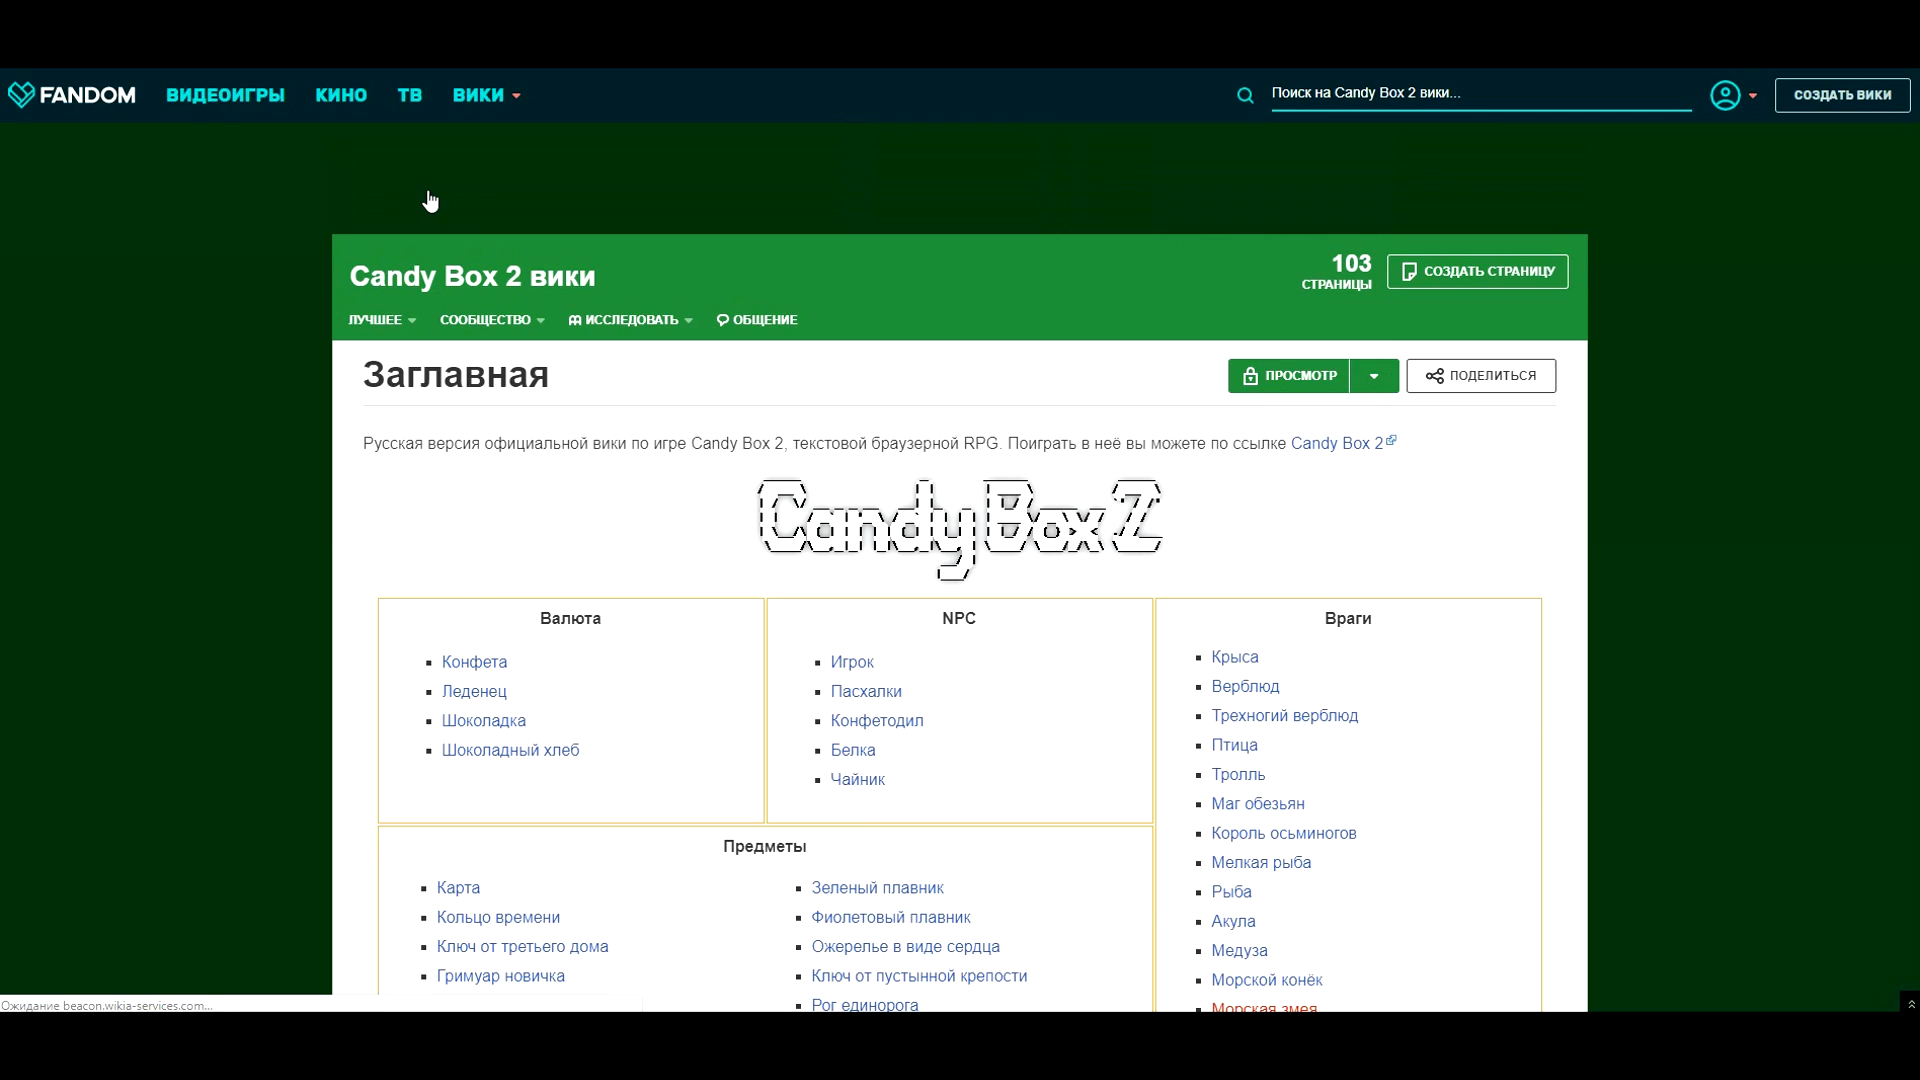 FANDOM ВИДЕОИГРЫ КИНО ТВ ВИКИ Поиск на Candy Box 2 вики... СОЗДАТЬ ВИКИ
Candy Box 2 вики
103
СТРАНИЦЫ
СОЗДАТЬ СТРАНИЦУ
ЛУЧШЕЕ СООБЩЕСТВО ИССЛЕДОВАТЬ ОБЩЕНИЕ
Заглавная
ПРОСМОТР
ПОДЕЛИТЬСЯ
Русская версия официальной вики по игре Candy Box 2, текстовой браузерной RPG. Поиграть в неё вы можете по ссылке Candy Box 2
Candy Box 2
Валюта
Конфета
Леденец
Шоколадка
Шоколадный хлеб
NPC
Игрок
Пасхалки
Конфетодил
Белка
Чайник
Враги
Крыса
Верблюд
Трехногий верблюд
Птица
Тролль
Маг обезьян
Король осьминогов
Мелкая рыба
Рыба
Акула
Медуза
Морской конёк
Морская змея
Предметы
Карта
Кольцо времени
Ключ от третьего дома
Гримуар новичка
Зеленый плавник
Фиолетовый плавник
Ожерелье в виде сердца
Ключ от пустынной крепости
Рог единорога
Ожидание beacon.wikia-services.com...